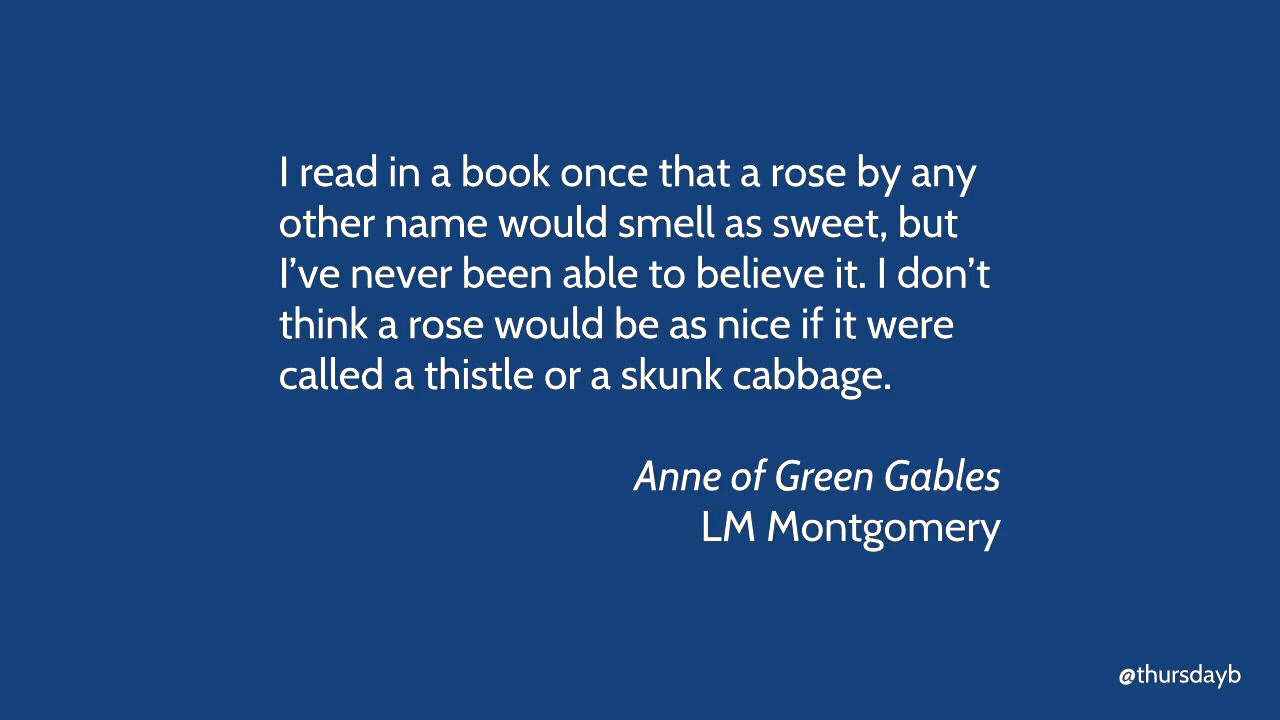 I read in a book once that a rose by any
other name would smell as sweet, but
I’ve never been able to believe it. I don’t
think a rose would be as nice if it were
called a thistle or a skunk cabbage.
Anne of Green Gables
LM Montgomery
@thursdayb